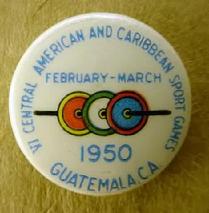 VI CENTRAL AMERICAN AND CARIBBEAN SPORT GAMES
FEBRUARY-MARCH
1950
GUATEMALA, C.A.